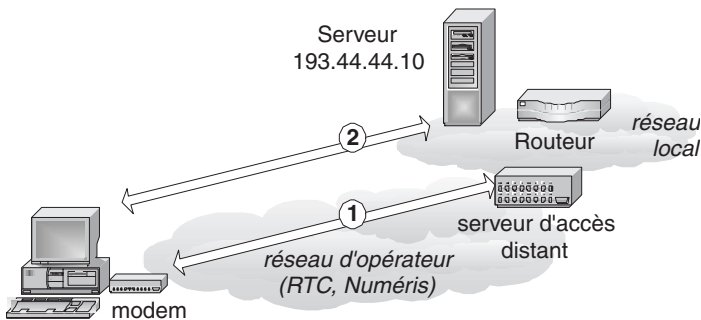 Serveur
193.44.44.10
Routeur
réseau
local
2
1
serveur d'accès
distant
réseau d'opérateur
(RTC, Numéris)
modem